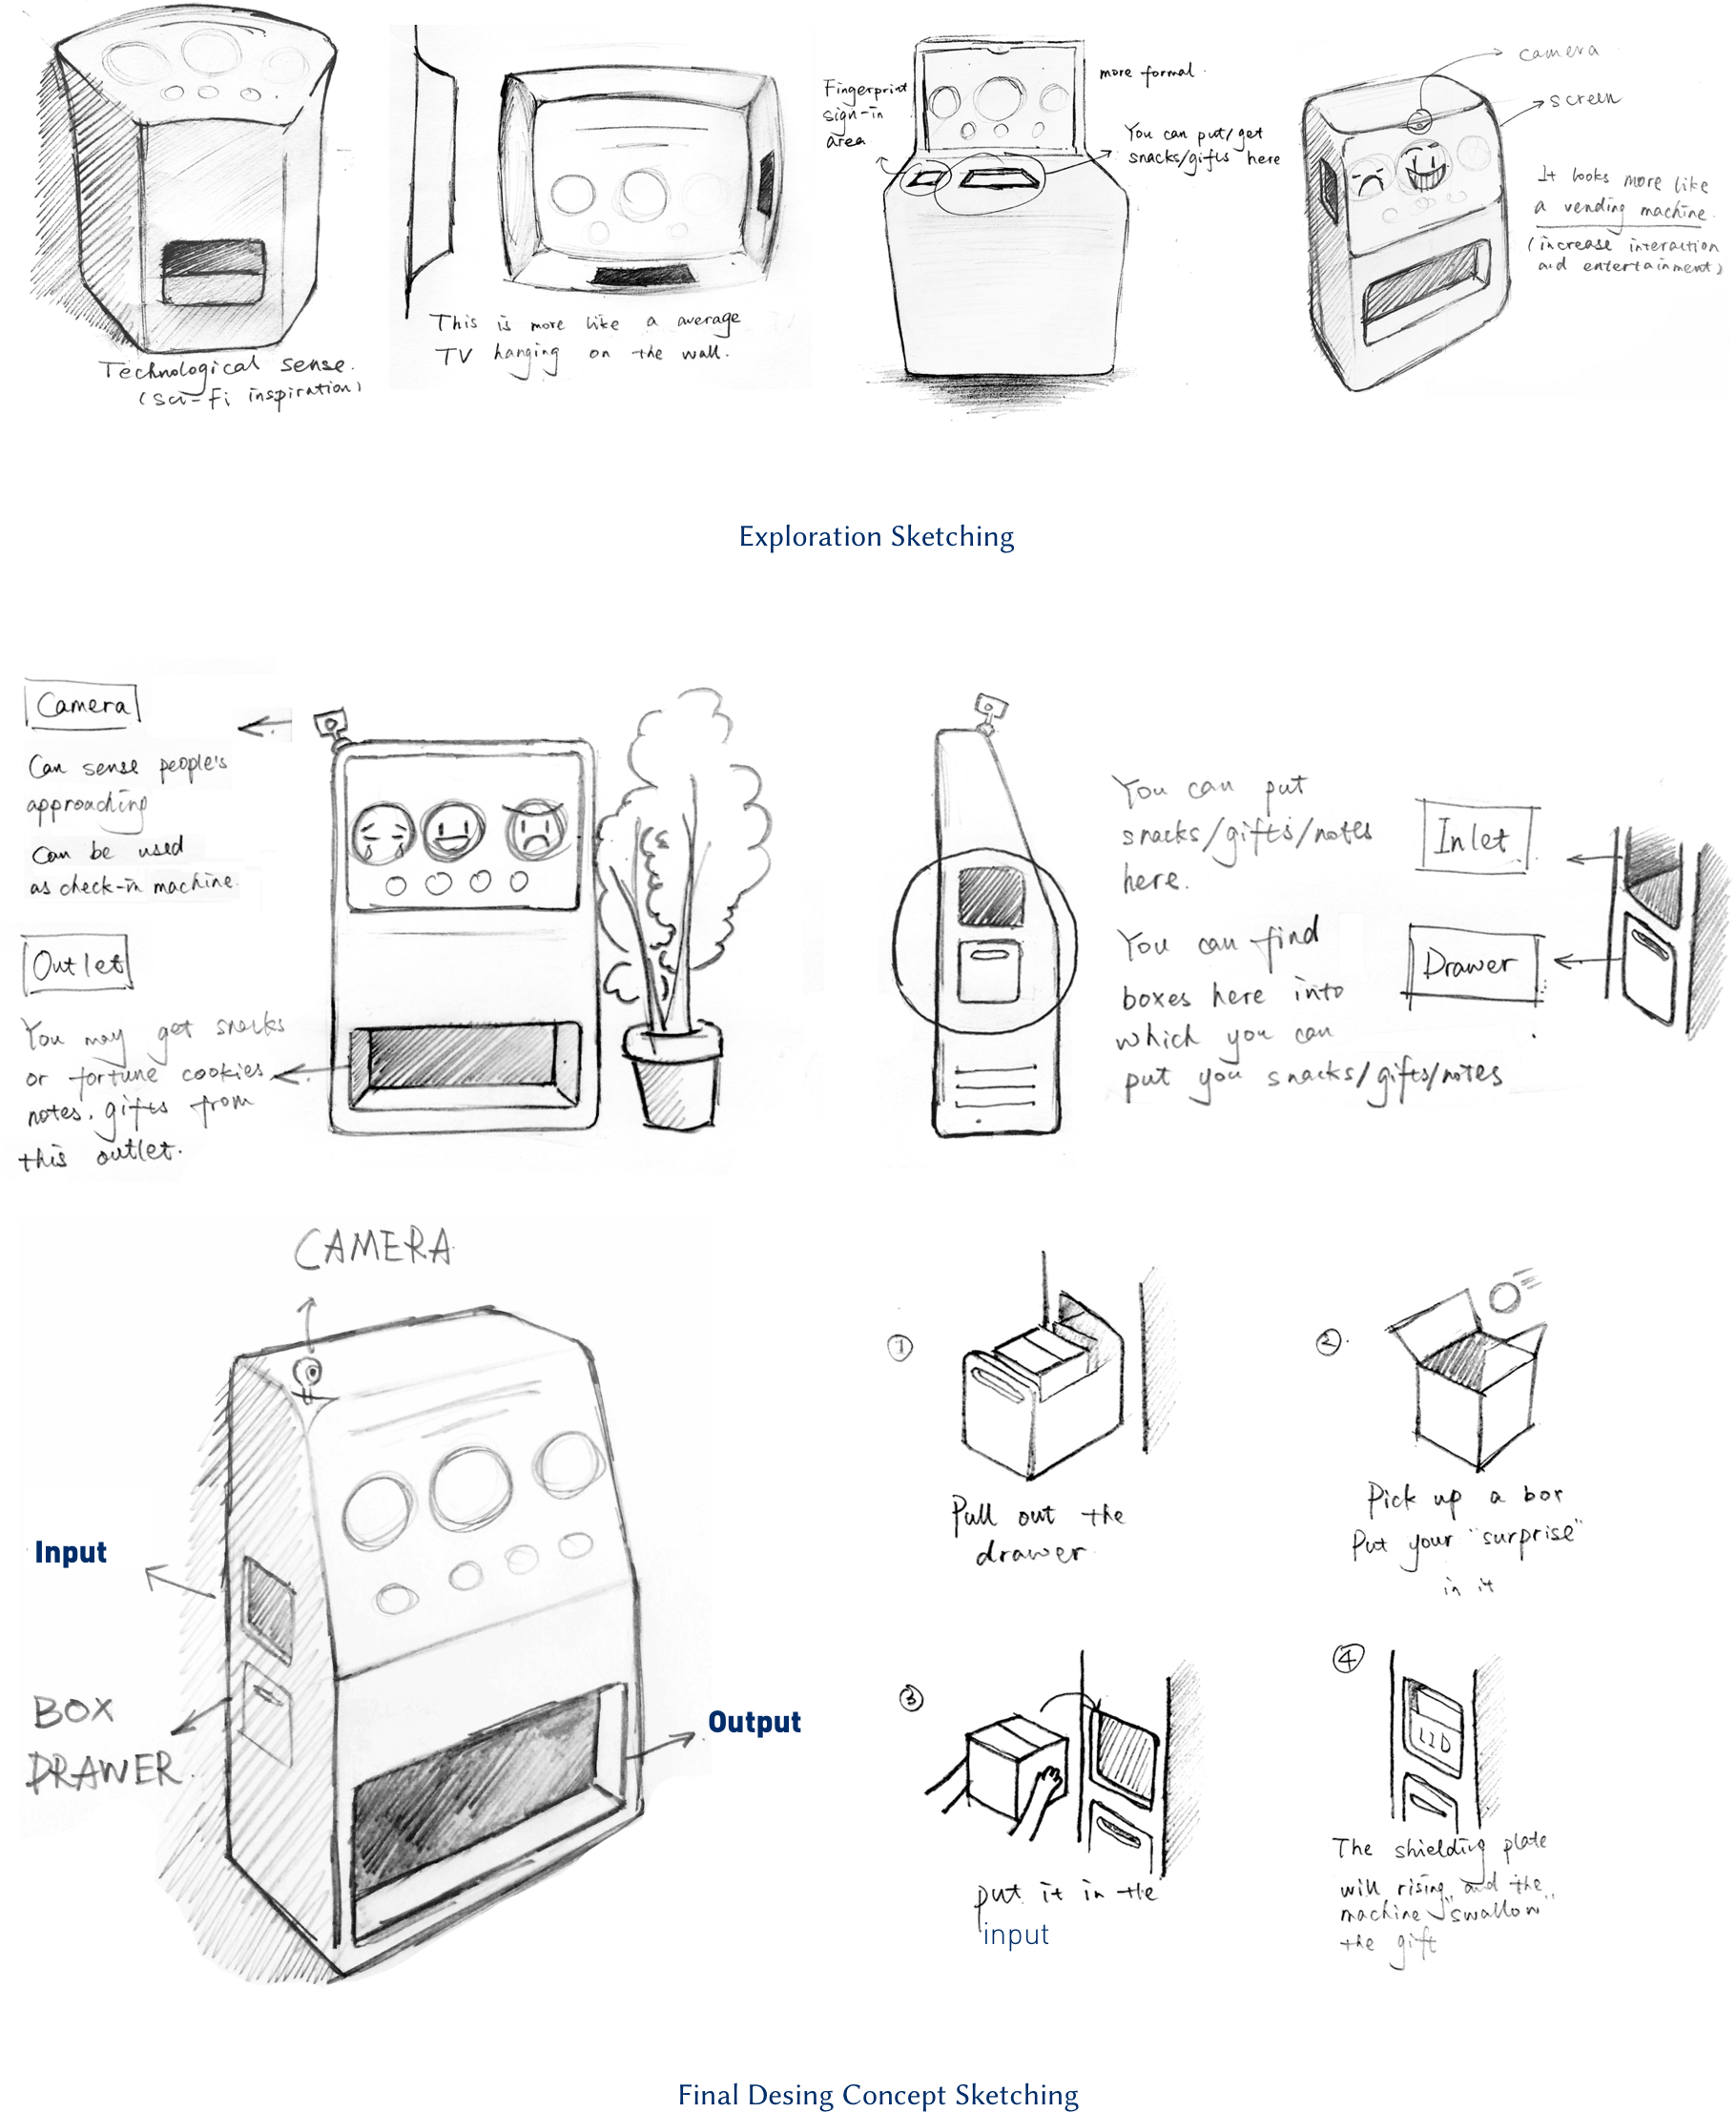 Technological sense.
(Sci-Fi inspiration)
This is more like a average
TV hanging on the wall.
Fingerprint
sign-in
area
more formal.
You can put/get
snacks/gifts here
camera
screen
It looks more like
a vending machine.
(increase interaction
and entertainment)
Exploration Sketching
Camera
Can sense people's
approaching
Can be used
as check-in machine.
Outlet
You may get snacks
or fortune cookies
notes. gifts from
this outlet.
You can put
snacks/gifts/notes
here.
You can find
boxes here into
which you can
put you snacks/gifts/notes
Inlet
Drawer
CAMERA
Input
BOX
DRAWER
Output
1
Pull out the
drawer
2.
Pick up a box
Put your "surprise"
in it
3
put it in the
input
4
LID
The shielding plate
will rising and the
machine "swallow"
the gift
Final Desing Concept Sketching